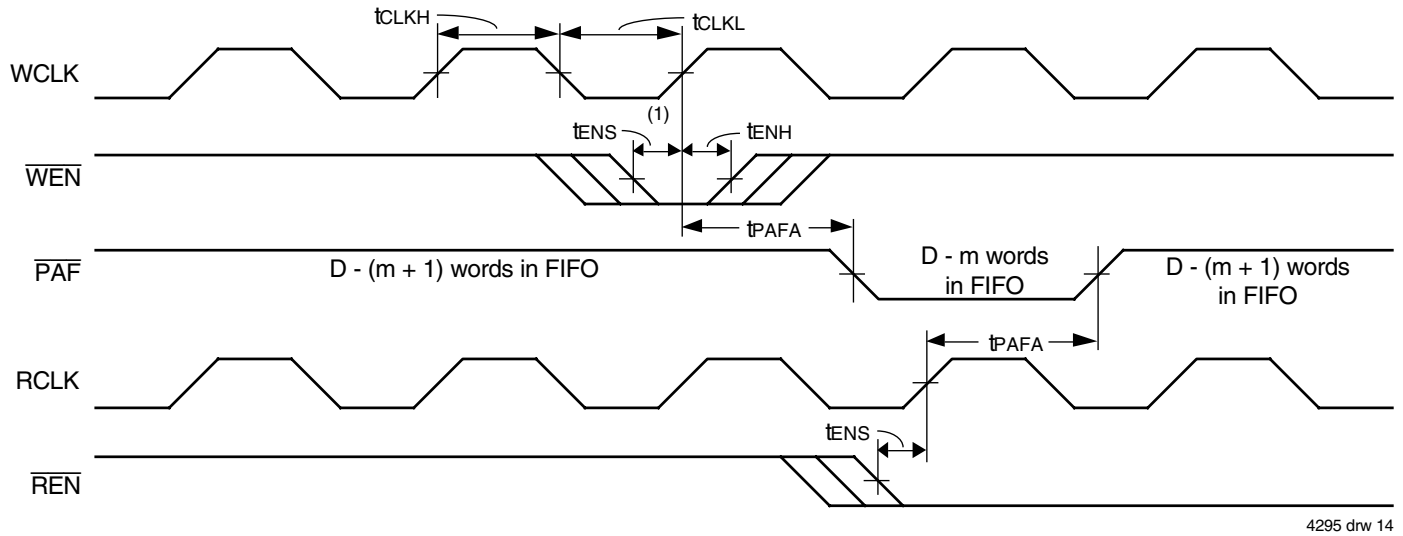 tCLKH
tCLKL
WCLK
(1)
tENS
tENH
WEN
tPAFA
PAF
D - (m + 1) words in FIFO
D - m words
in FIFO
D - (m + 1) words
in FIFO
tPAFA
RCLK
tENS
REN
4295 drw 14